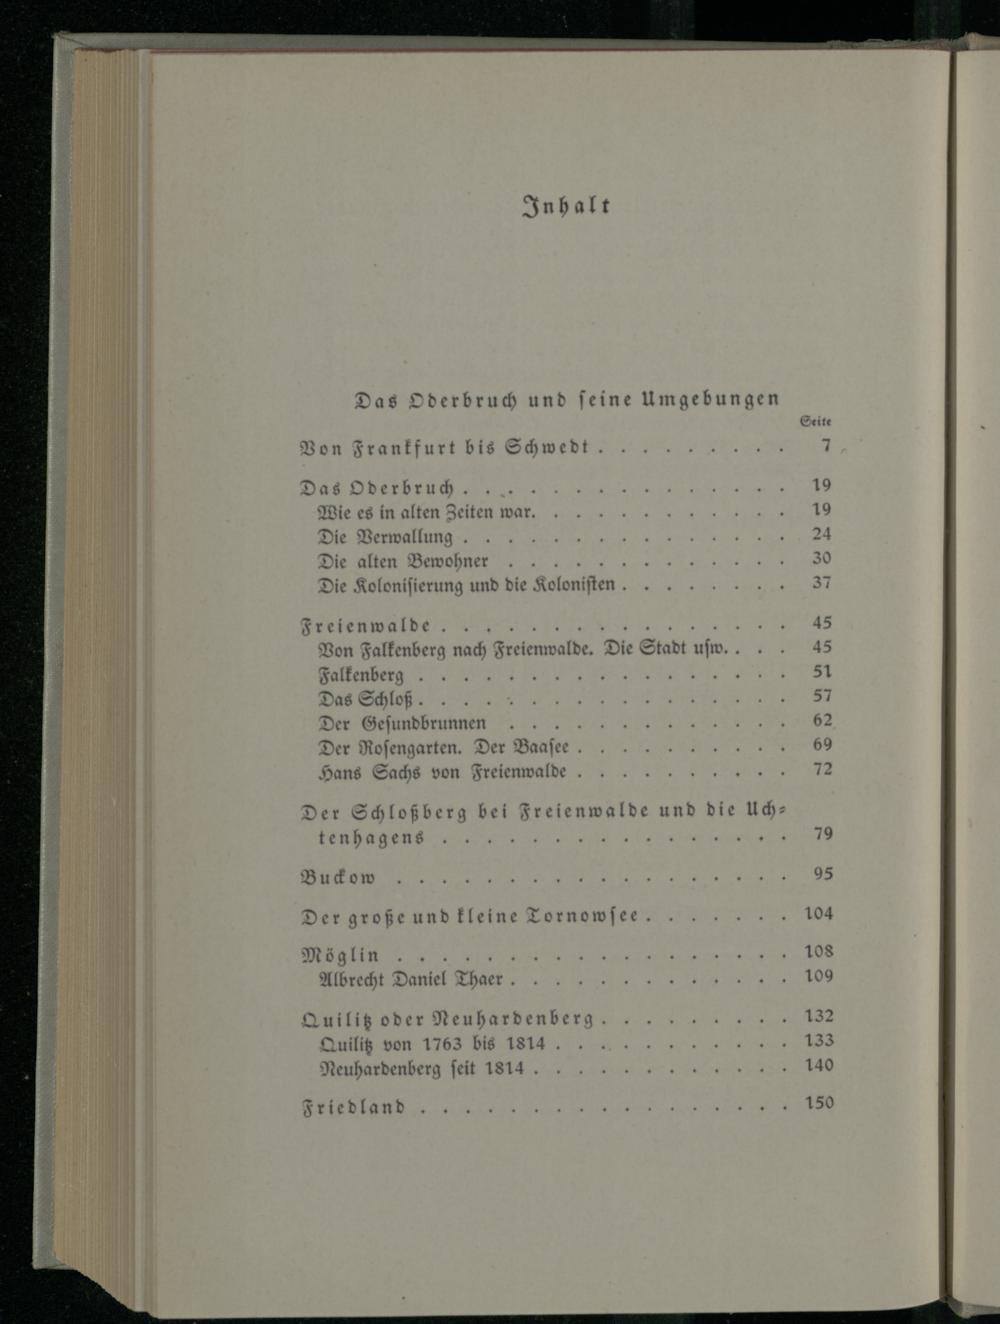 Inhalt
Das Oderbruch und seine Umgebungen
Seite
Von Frankfurt bis Schwedt . . . . . . . . . 7
Das Oderbruch . . . . . . . . . . . . . . . 19
Wie es in alten Zeiten war. . . . . . . . . . . . 19
Die Verwallung . . . . . . . . . . . . . . . 24
Die alten Bewohner . . . . . . . . . . . . . 30
Die Kolonisierung und die Kolonisten . . . . . . . . 37
Freienwalde . . . . . . . . . . . . . . . . 45
Von Falkenberg nach Freienwalde. Die Stadt usw. . . . 45
Falkenberg . . . . . . . . . . . . . . . . . 51
Das Schloß . . . . . . . . . . . . . . . . . 57
Der Gesundbrunnen . . . . . . . . . . . . . 62
Der Rosengarten. Der Baasee . . . . . . . . . . 69
Hans Sachs von Freienwalde . . . . . . . . . . 72
Der Schloßberg bei Freienwalde und die Uch-
tenhagens . . . . . . . . . . . . . . . . 79
Buckow . . . . . . . . . . . . . . . . . . 95
Der große und kleine Tornowsee . . . . . . . 104
Möglin . . . . . . . . . . . . . . . . . . 108
Albrecht Daniel Thaer . . . . . . . . . . . . . 109
Quilitz oder Neuhardenberg . . . . . . . . . 132
Quilitz von 1763 bis 1814 . . . . . . . . . . . 133
Neuhardenberg seit 1814 . . . . . . . . . . . . 140
Friedland . . . . . . . . . . . . . . . . . 150